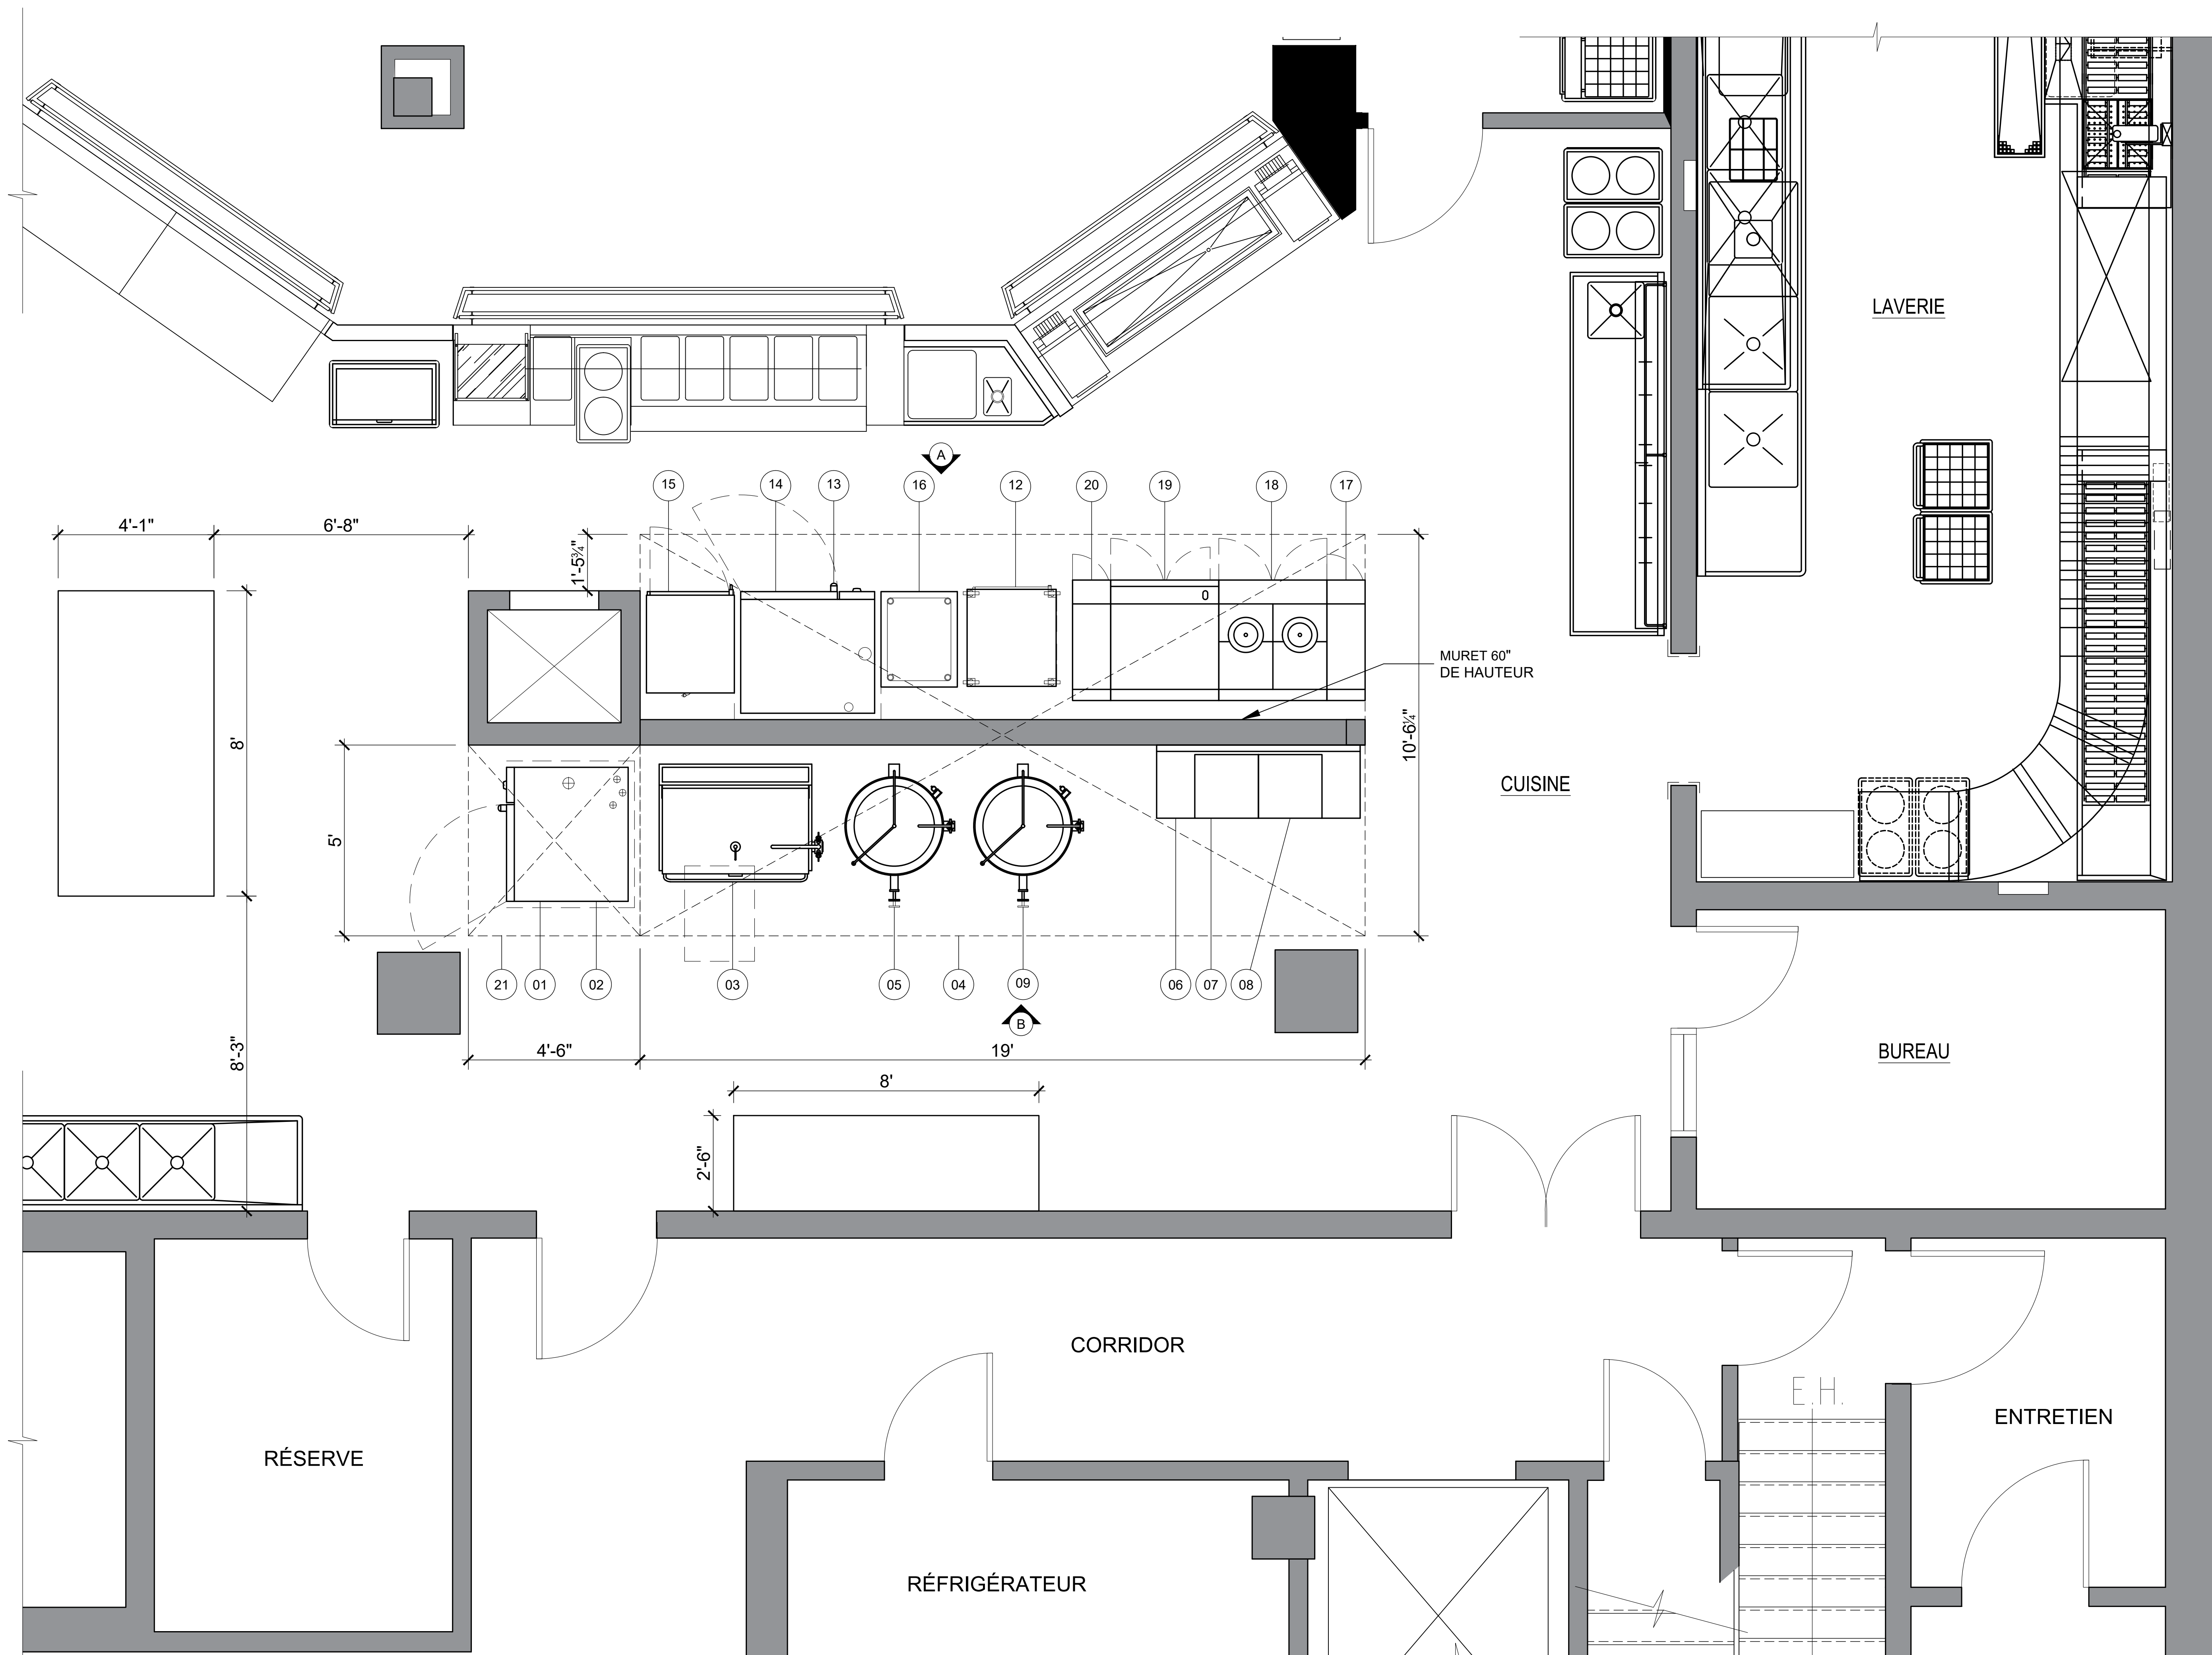 LAVERIE
A
15
14
13
16
12
20
19
18
17
4'-1"
6'-8"
1'-5¾"
MURET 60"
DE HAUTEUR
8'
10'-6¼"
CUISINE
5'
21
01
02
03
05
04
09
06
07
08
B
8'-3"
4'-6"
19'
BUREAU
8'
2'-6"
CORRIDOR
E.H.
ENTRETIEN
RÉSERVE
RÉFRIGÉRATEUR